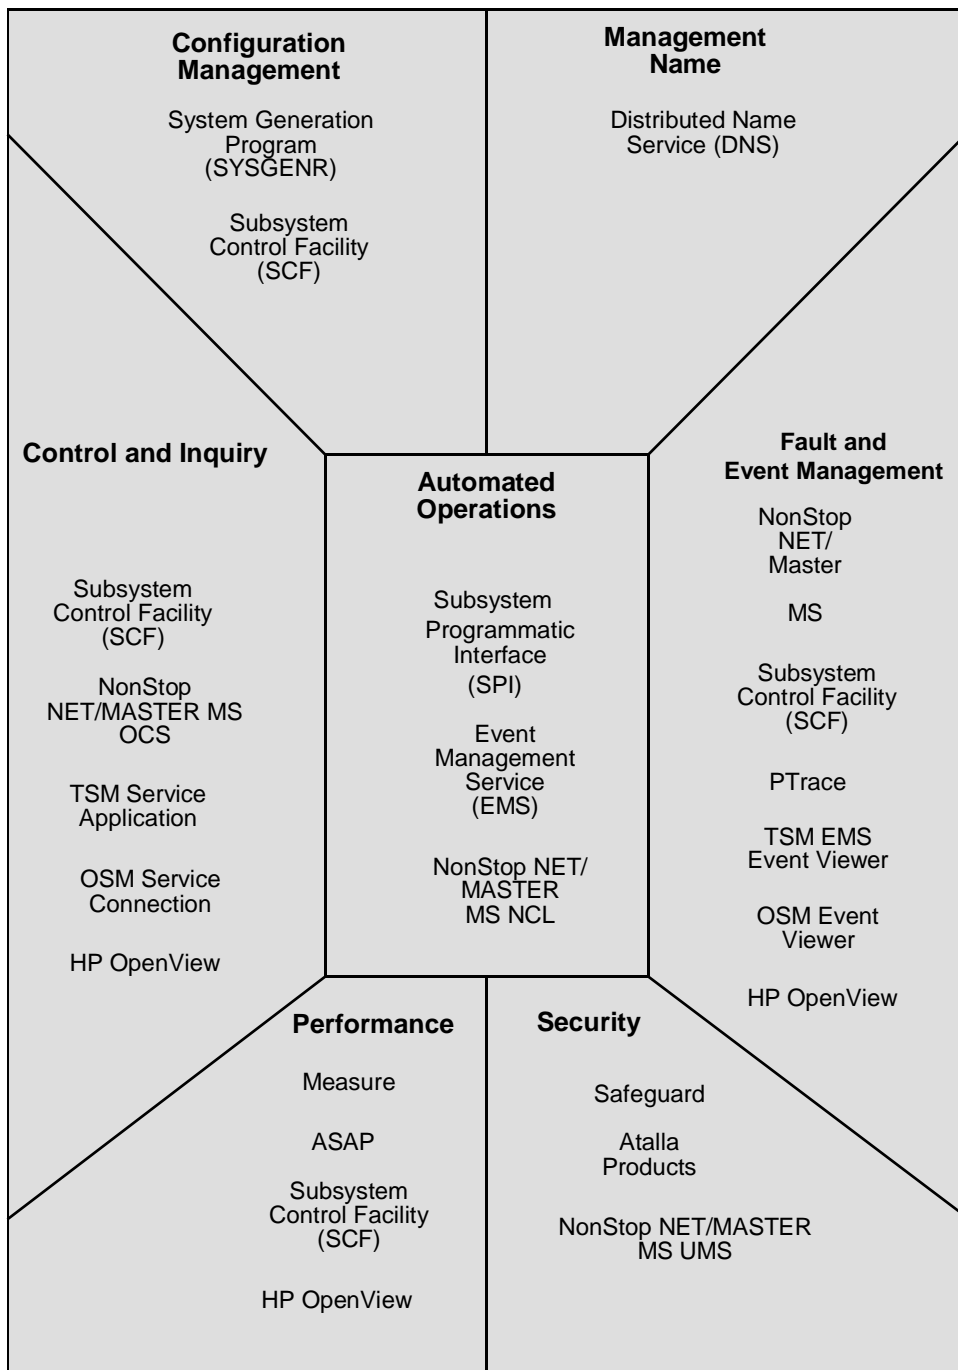 Configuration
Management
System Generation
Program
(SYSGENR)
Subsystem
Control Facility
(SCF)
Management
Name
Distributed Name
Service (DNS)
Control and Inquiry
Subsystem
Control Facility
(SCF)
NonStop
NET/MASTER MS
OCS
TSM Service
Application
OSM Service
Connection
HP OpenView
Automated
Operations
Subsystem
Programmatic
Interface
(SPI)
Event
Management
Service
(EMS)
NonStop NET/
MASTER
MS NCL
Fault and
Event Management
NonStop
NET/
Master
MS
Subsystem
Control Facility
(SCF)
PTrace
TSM EMS
Event Viewer
OSM Event
Viewer
HP OpenView
Performance
Measure
ASAP
Subsystem
Control Facility
(SCF)
HP OpenView
Security
Safeguard
Atalla
Products
NonStop NET/MASTER
MS UMS